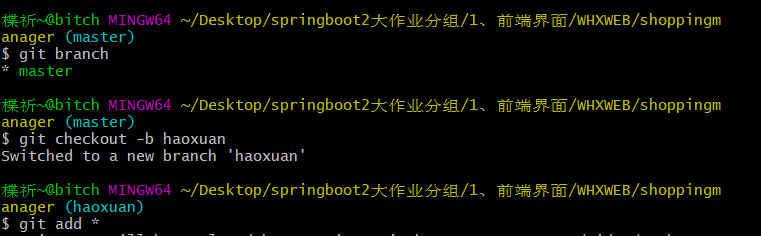 楪祈~@bitch MINGW64 ~/Desktop/springboot2大作业分组/1、前端界面/WHXWEB/shoppingm
anager (master)
$ git branch
* master
楪祈~@bitch MINGW64 ~/Desktop/springboot2大作业分组/1、前端界面/WHXWEB/shoppingm
anager (master)
$ git checkout -b haoxuan
Switched to a new branch 'haoxuan'
楪祈~@bitch MINGW64 ~/Desktop/springboot2大作业分组/1、前端界面/WHXWEB/shoppingm
anager (haoxuan)
$ git add *